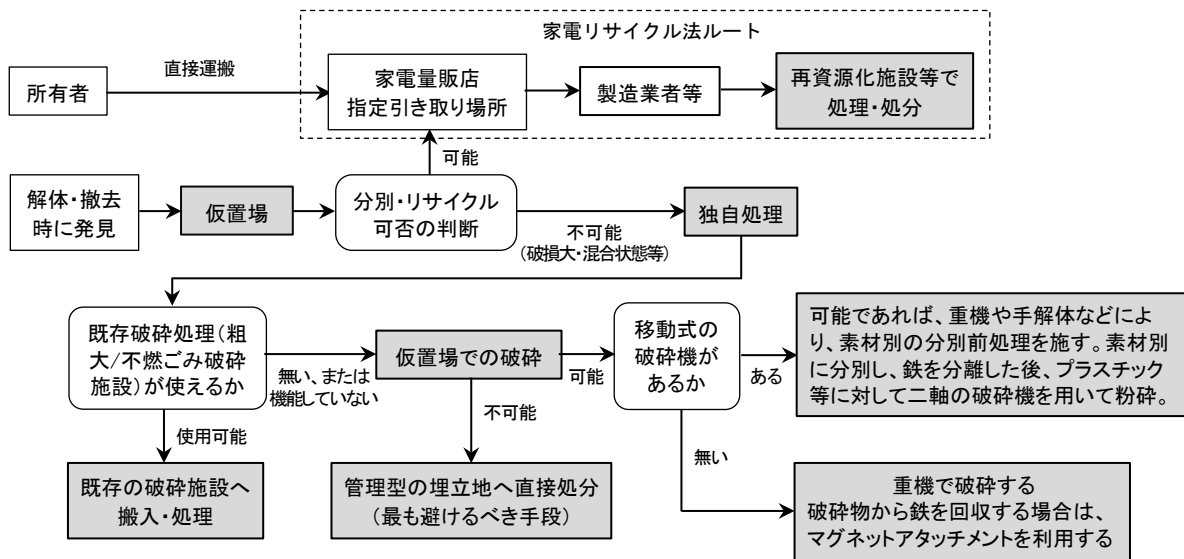 家電リサイクル法ルート
所有者
直接運搬
家電量販店
指定引き取り場所
製造業者等
再資源化施設等で
処理・処分
可能
解体・撤去
時に発見
仮置場
分別・リサイクル
可否の判断
不可能
（破損大・混合状態等）
独自処理
既存破砕処理（粗
大/不燃ごみ破砕
施設）が使えるか
無い、または
機能していない
仮置場での破砕
可能
移動式の
破砕機が
あるか
ある
可能であれば、重機や手解体などによ
り、素材別の分別前処理を施す。素材別
に分別し、鉄を分離した後、プラスチック
等に対して二軸の破砕機を用いて粉砕。
使用可能
不可能
無い
既存の破砕施設へ
搬入・処理
管理型の埋立地へ直接処分
（最も避けるべき手段）
重機で破砕する
破砕物から鉄を回収する場合は、
マグネットアタッチメントを利用する